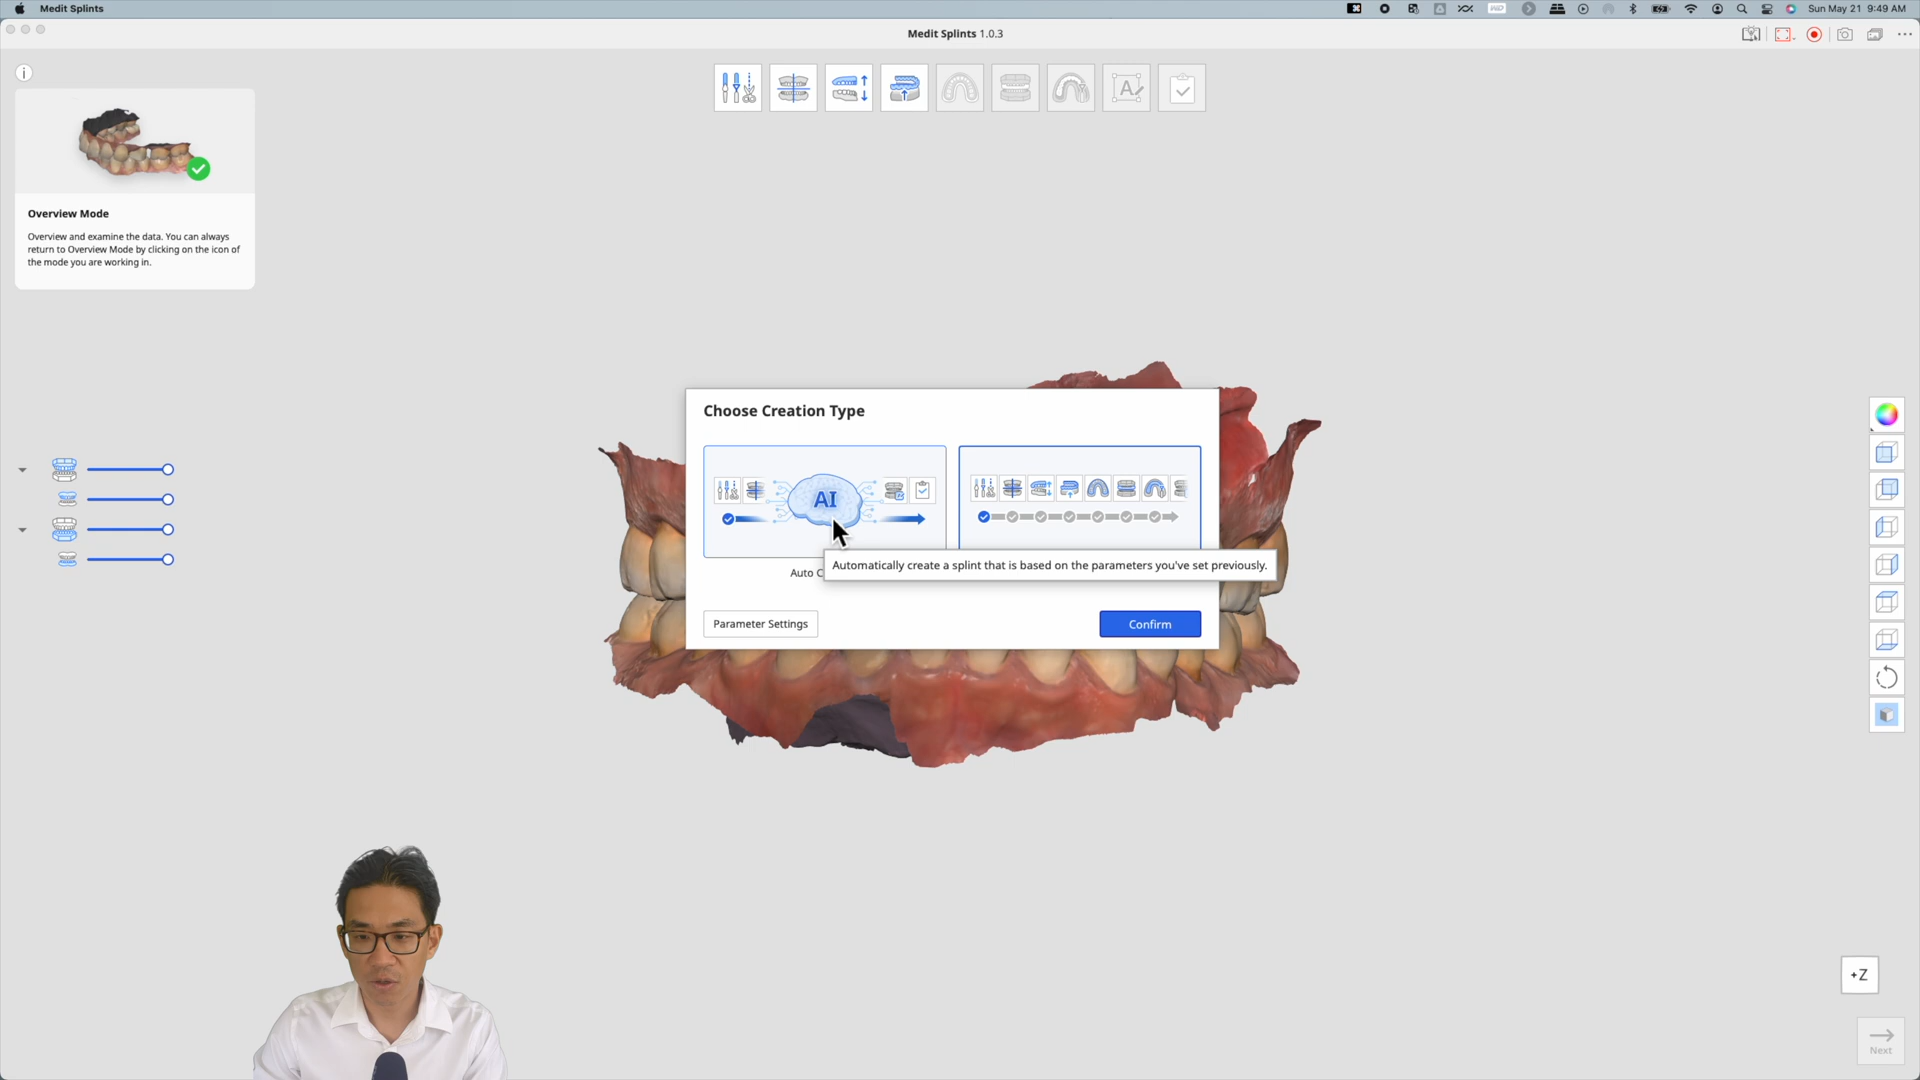 Medit Splints
Sun May 21 9:49 AM
Medit Splints 1.0.3
Overview Mode
Overview and examine the data. You can always
return to Overview Mode by clicking on the icon of
the mode you are working in.
A
Choose Creation Type
AI
Automatically create a splint that is based on the parameters you've set previously.
Auto C
Parameter Settings
Confirm
+Z
Next